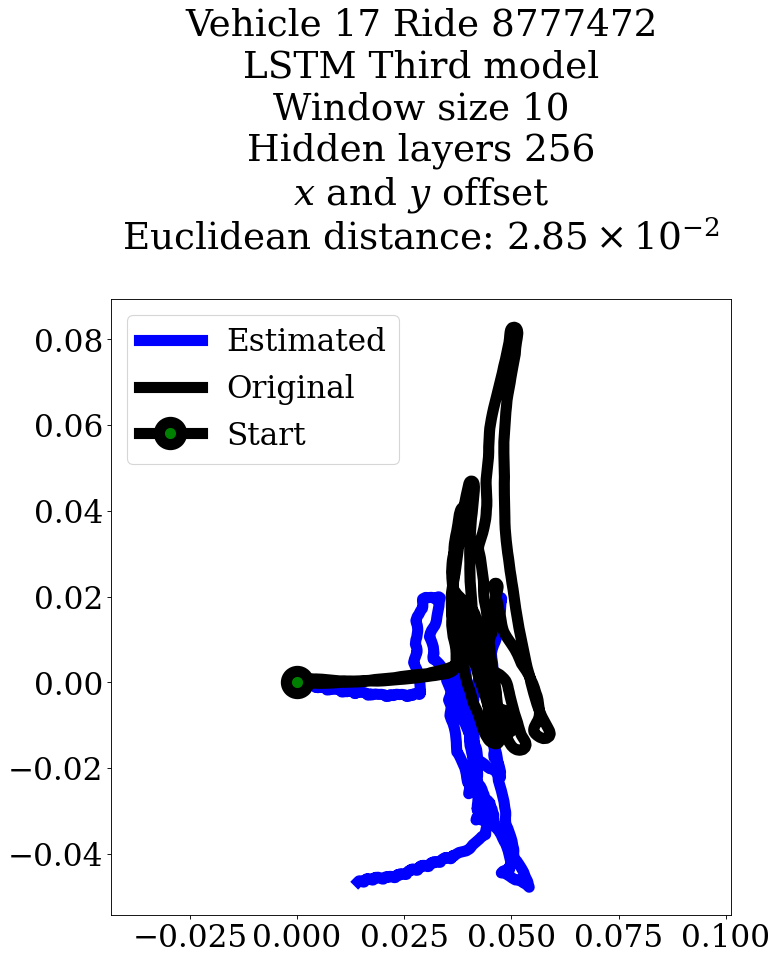 Vehicle 17 Ride 8777472
LSTM Third model
Window size 10
Hidden layers 256
x and y offset
Euclidean distance: 2.85 × 10⁻²
Estimated
Original
Start
0.08
0.06
0.04
0.02
0.00
−0.02
−0.04
−0.025 0.000 0.025 0.050 0.075 0.100